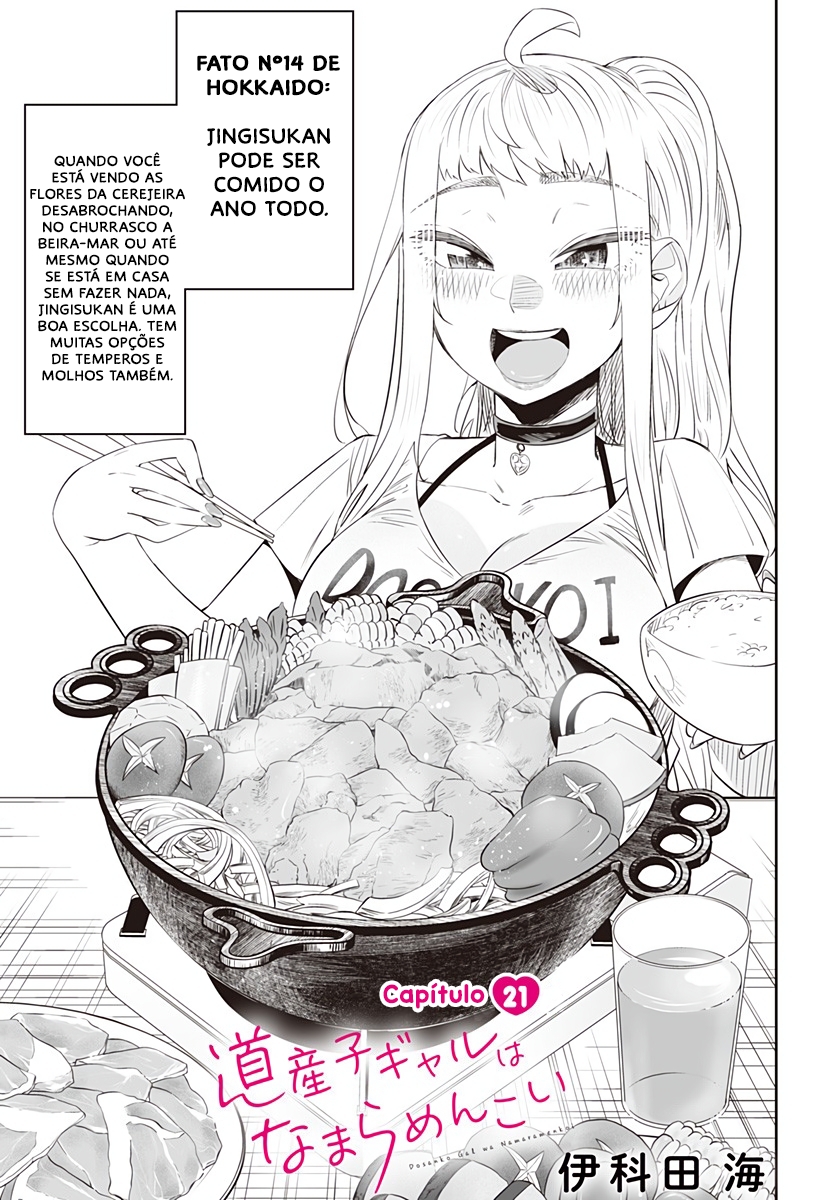 FATO Nº14 DE
HOKKAIDO:
JINGISUKAN
PODE SER
COMIDO O
ANO TODO.
QUANDO VOCÊ
ESTÁ VENDO AS
FLORES DA CEREJEIRA
DESABROCHANDO,
NO CHURRASCO A
BEIRA-MAR OU ATÉ
MESMO QUANDO
SE ESTÁ EM CASA
SEM FAZER NADA,
JINGISUKAN É UMA
BOA ESCOLHA. TEM
MUITAS OPÇÕES
DE TEMPEROS E
MOLHOS TAMBÉM.
Capítulo 21
道産子ギャルは
なまらめんこい
Dosanko Gal wa Namaramenkoi
伊科田 海